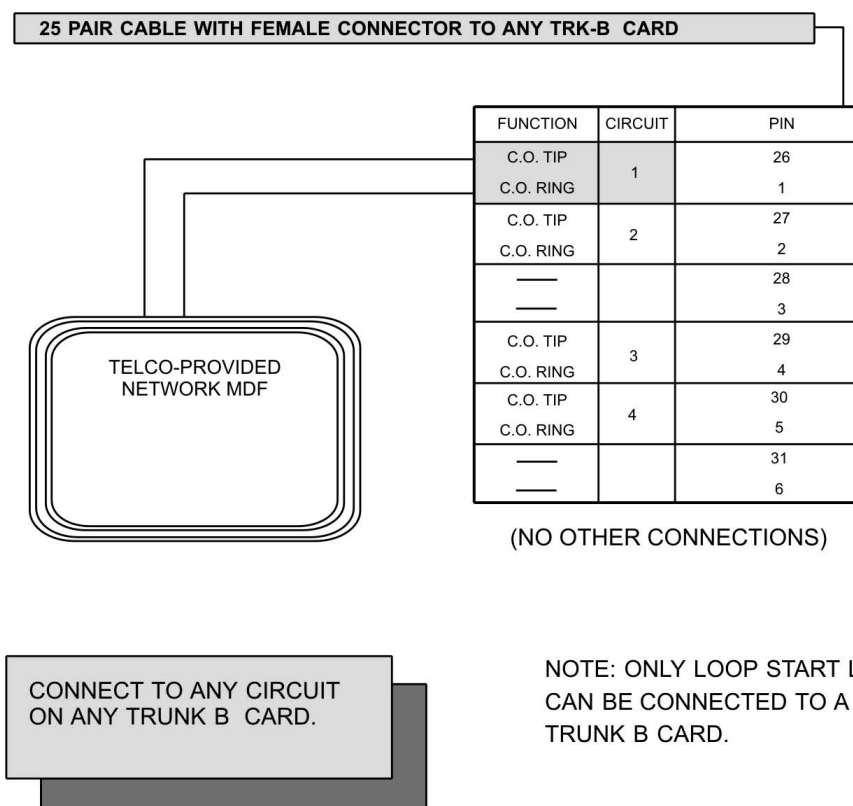 25 PAIR CABLE WITH FEMALE CONNECTOR TO ANY TRK-B CARD
FUNCTION CIRCUIT PIN
C.O. TIP 1 26
C.O. RING 1
C.O. TIP 2 27
C.O. RING 2
— 28
— 3
C.O. TIP 3 29
C.O. RING 4
C.O. TIP 4 30
C.O. RING 5
— 31
— 6
(NO OTHER CONNECTIONS)
TELCO-PROVIDED
NETWORK MDF
CONNECT TO ANY CIRCUIT
ON ANY TRUNK B CARD.
NOTE: ONLY LOOP START
CAN BE CONNECTED TO A
TRUNK B CARD.